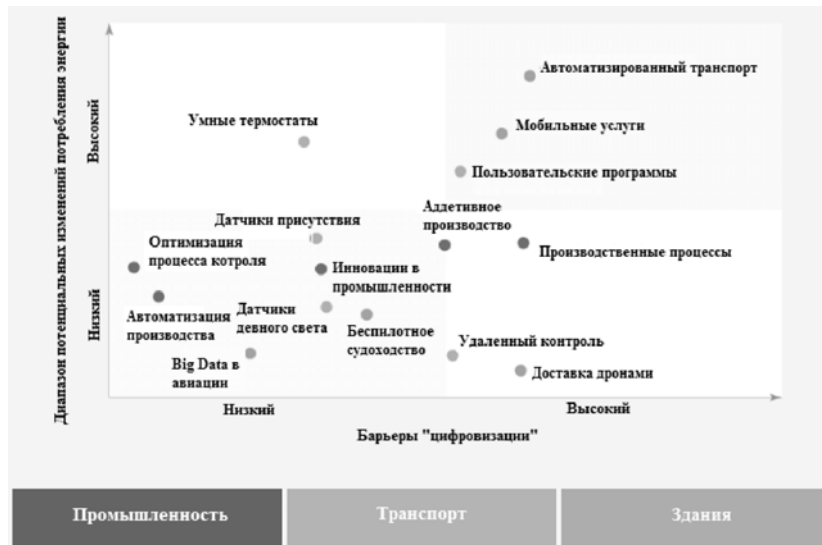 Диапазон потенциальных изменений потребления энергии
Высокий
Низкий
Автоматизированный транспорт
Умные термостаты
Мобильные услуги
Пользовательские программы
Аддетивное
производство
Датчики присутствия
Оптимизация
процесса котроля
Производственные процессы
Инновации в
промышленности
Автоматизация
производства
Датчики
девного света
Беспилотное
судоходство
Удаленный контроль
Big Data в
авиации
Доставка дронами
Низкий
Высокий
Барьеры "цифровизации"
Промышленность
Транспорт
Здания